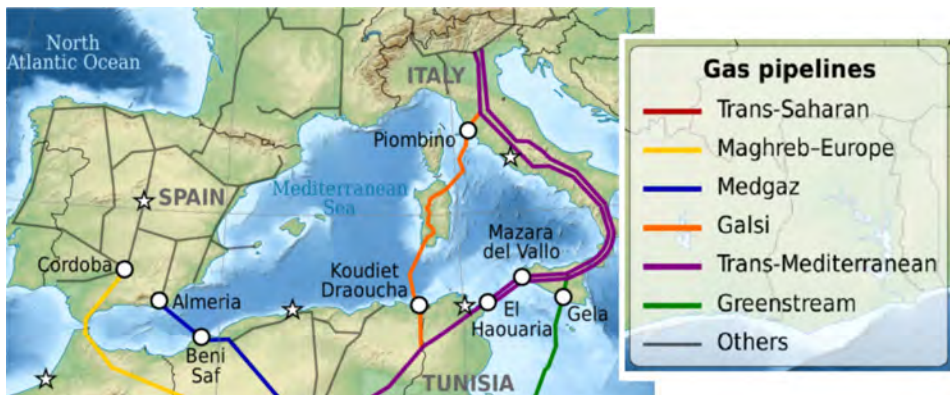 North
Atlantic Ocean
ITALY
Piombino
SPAIN
Mediterranean
Sea
Mazara
del Vallo
Córdoba
Koudiet
Draoucha
Almeria
El
Haouaria
Gela
Beni
Saf
TUNISIA
Gas pipelines
Trans-Saharan
Maghreb–Europe
Medgaz
Galsi
Trans-Mediterranean
Greenstream
Others